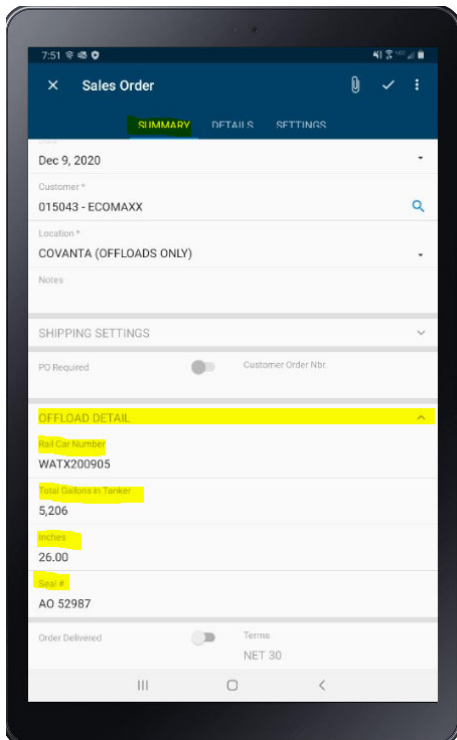 7:51
Sales Order
SUMMARY DETAILS SETTINGS
Date
Dec 9, 2020
Customer *
015043 - ECOMAXX
Location *
COVANTA (OFFLOADS ONLY)
Notes
SHIPPING SETTINGS
PO Required Customer Order Nbr.
OFFLOAD DETAIL
Rail Car Number
WATX200905
Total Gallons in Tanker
5,206
Inches
26.00
Seal #
AO 52987
Order Delivered Terms
NET 30